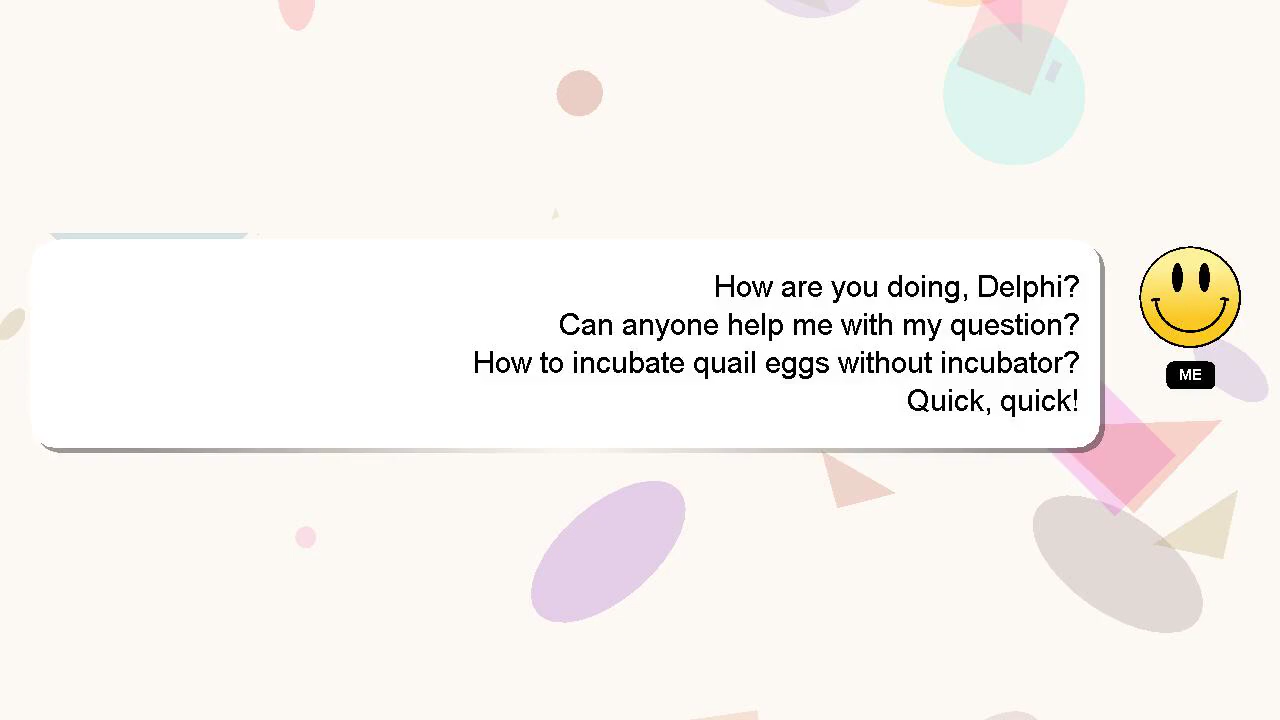 How are you doing, Delphi?
Can anyone help me with my question?
How to incubate quail eggs without incubator?
Quick, quick!
ME